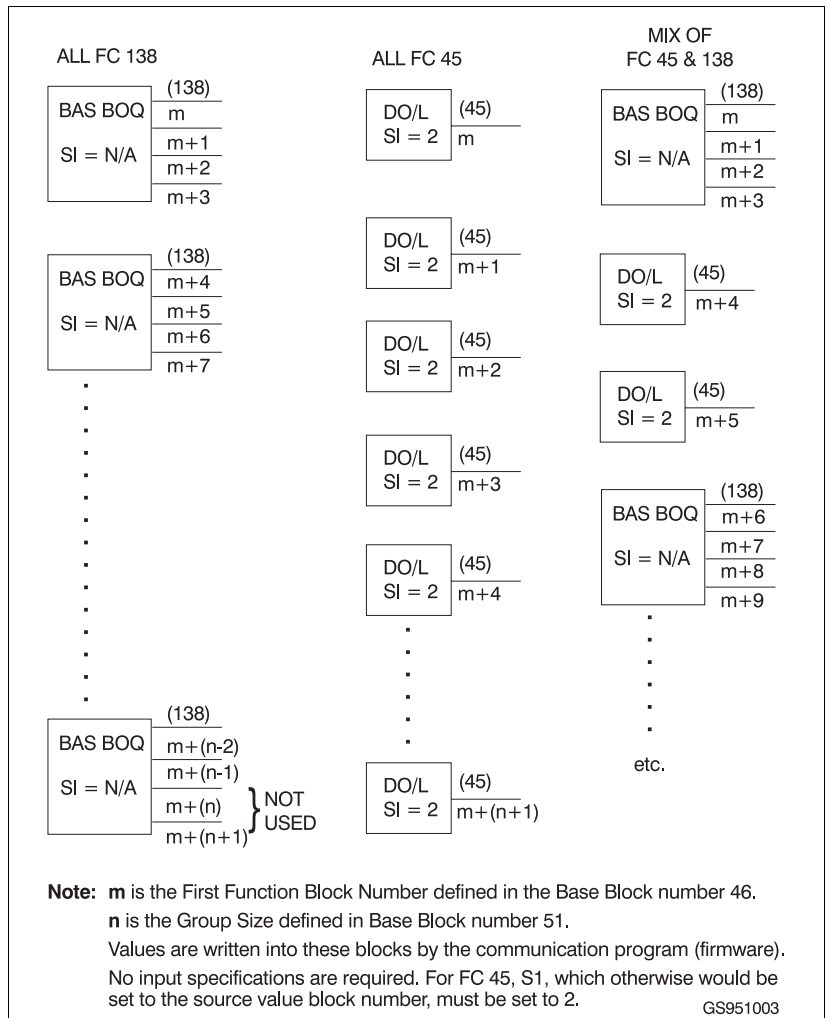 ALL FC 138
BAS BOQ
SI = N/A
(138)
m
m+1
m+2
m+3
BAS BOQ
SI = N/A
(138)
m+4
m+5
m+6
m+7
BAS BOQ
SI = N/A
(138)
m+(n-2)
m+(n-1)
m+(n)
m+(n+1)
} NOT
USED
ALL FC 45
DO/L
SI = 2
(45)
m
DO/L
SI = 2
(45)
m+1
DO/L
SI = 2
(45)
m+2
DO/L
SI = 2
(45)
m+3
DO/L
SI = 2
(45)
m+4
DO/L
SI = 2
(45)
m+(n+1)
MIX OF
FC 45 & 138
BAS BOQ
SI = N/A
(138)
m
m+1
m+2
m+3
DO/L
SI = 2
(45)
m+4
DO/L
SI = 2
(45)
m+5
BAS BOQ
SI = N/A
(138)
m+6
m+7
m+8
m+9
etc.
Note: m is the First Function Block Number defined in the Base Block number 46.
n is the Group Size defined in Base Block number 51.
Values are written into these blocks by the communication program (firmware).
No input specifications are required. For FC 45, S1, which otherwise would be
set to the source value block number, must be set to 2.
GS951003